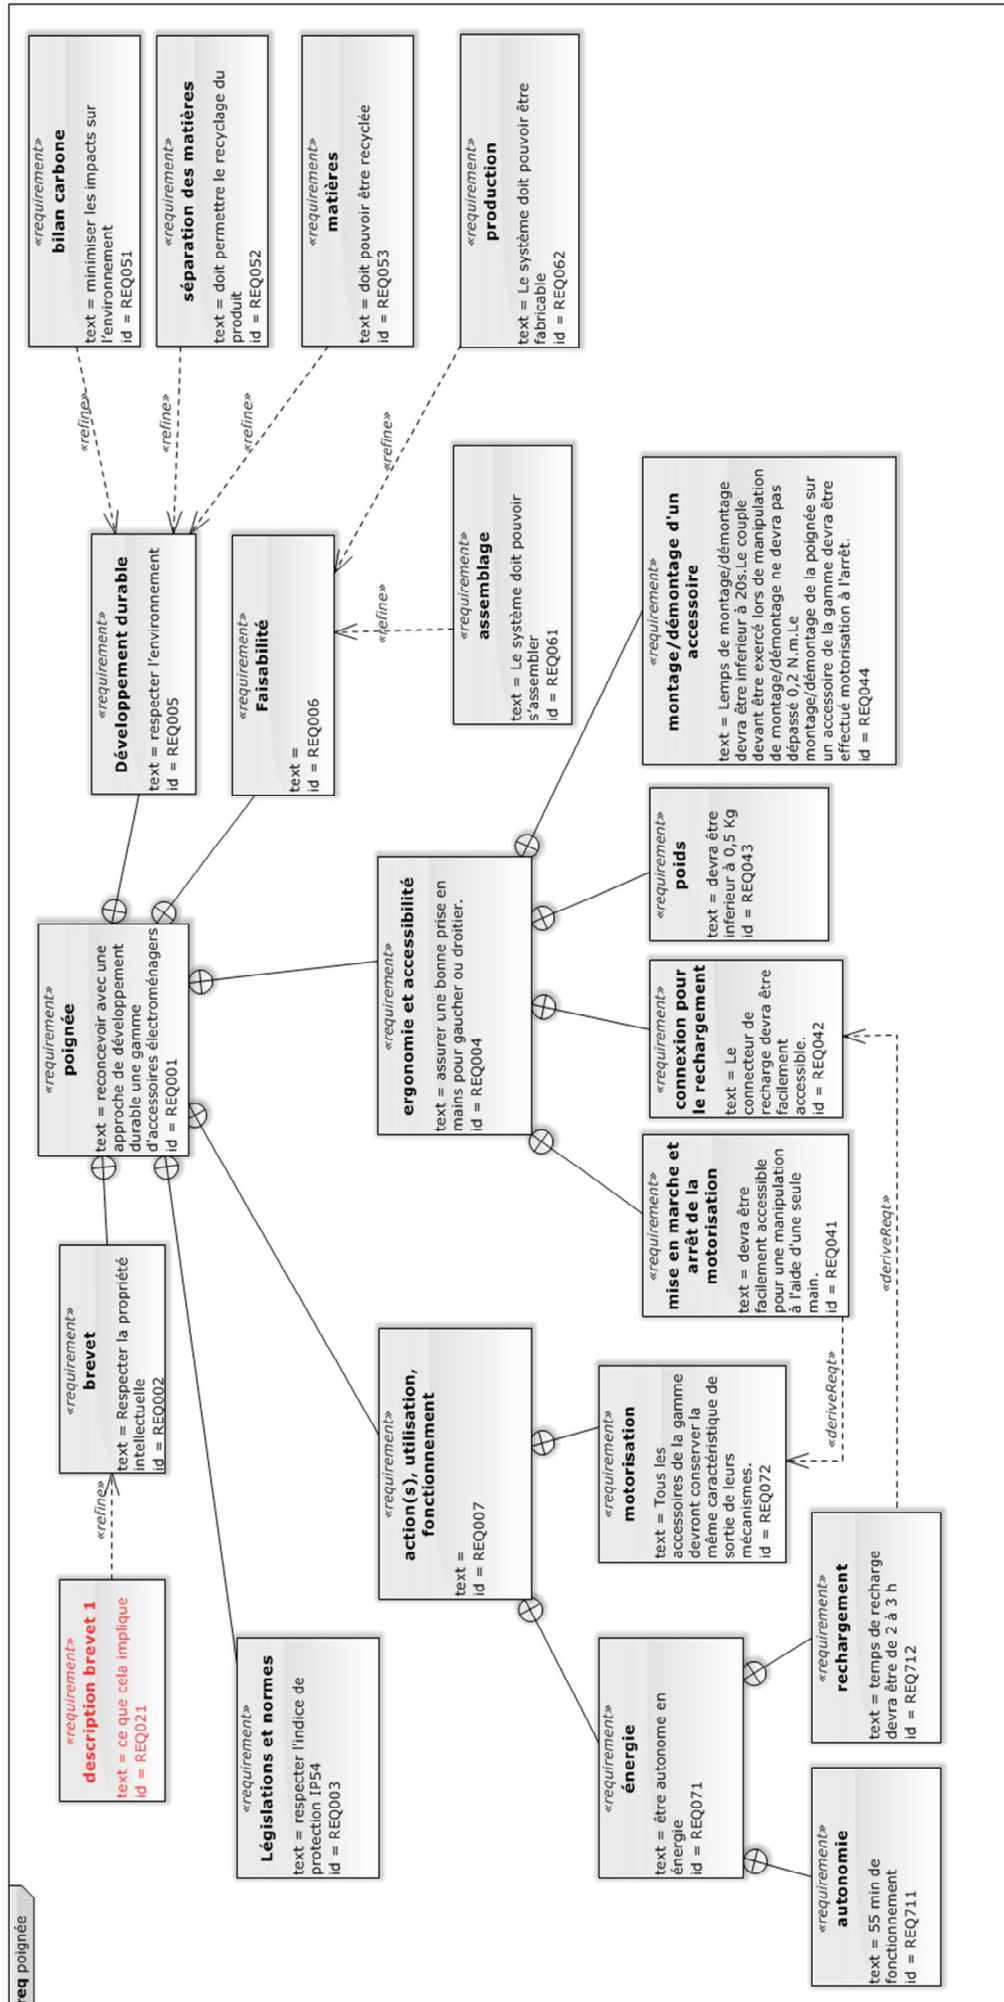 req poignée
«requirement»
description brevet 1
text = ce que cela implique
id = REQ021
«refine»
«requirement»
brevet
text = Respecter la propriété
intellectuelle
id = REQ002
«requirement»
poignée
text = reconcevoir avec une
approche de développement
durable une gamme
d'accessoires électroménagers
id = REQ001
«requirement»
Développement durable
text = respecter l'environnement
id = REQ005
«refine»
«refine»
«refine»
«requirement»
bilan carbone
text = minimiser les impacts sur
l'environnement
id = REQ051
«requirement»
séparation des matières
text = doit permettre le recyclage du
produit
id = REQ052
«requirement»
matières
text = doit pouvoir être recyclée
id = REQ053
«requirement»
Législations et normes
text = respecter l'indice de
protection IP54
id = REQ003
«requirement»
Faisabilité
text =
id = REQ006
«refine»
«refine»
«requirement»
production
text = Le système doit pouvoir être
fabricable
id = REQ062
«requirement»
assemblage
text = Le système doit pouvoir
s'assembler
id = REQ061
«requirement»
action(s), utilisation,
fonctionnement
text =
id = REQ007
«requirement»
ergonomie et accessibilité
text = assurer une bonne prise en
mains pour gaucher ou droitier.
id = REQ004
«requirement»
énergie
text = être autonome en
énergie
id = REQ071
«requirement»
motorisation
text = Tous les
accessoires de la gamme
devront conserver la
même caractéristique de
sortie de leurs
mécanismes.
id = REQ072
«requirement»
mise en marche et
arrêt de la
motorisation
text = devra être
facilement accessible
pour une manipulation
à l'aide d'une seule
main.
id = REQ041
«requirement»
connexion pour
le rechargement
text = Le
connecteur de
recharge devra être
facilement
accessible.
id = REQ042
«requirement»
poids
text = devra être
inferieur à 0,5 Kg
id = REQ043
«requirement»
montage/démontage d'un
accessoire
text = Lemps de montage/démontage
devra être inferieur à 20s.Le couple
devant être exercé lors de manipulation
de montage/démontage ne devra pas
dépassé 0,2 N.m.Le
montage/démontage de la poignée sur
un accessoire de la gamme devra être
effectué motorisation à l'arrêt.
id = REQ044
«deriveReqt»
«deriveReqt»
«requirement»
autonomie
text = 55 min de
fonctionnement
id = REQ711
«requirement»
rechargement
text = temps de recharge
devra être de 2 à 3 h
id = REQ712